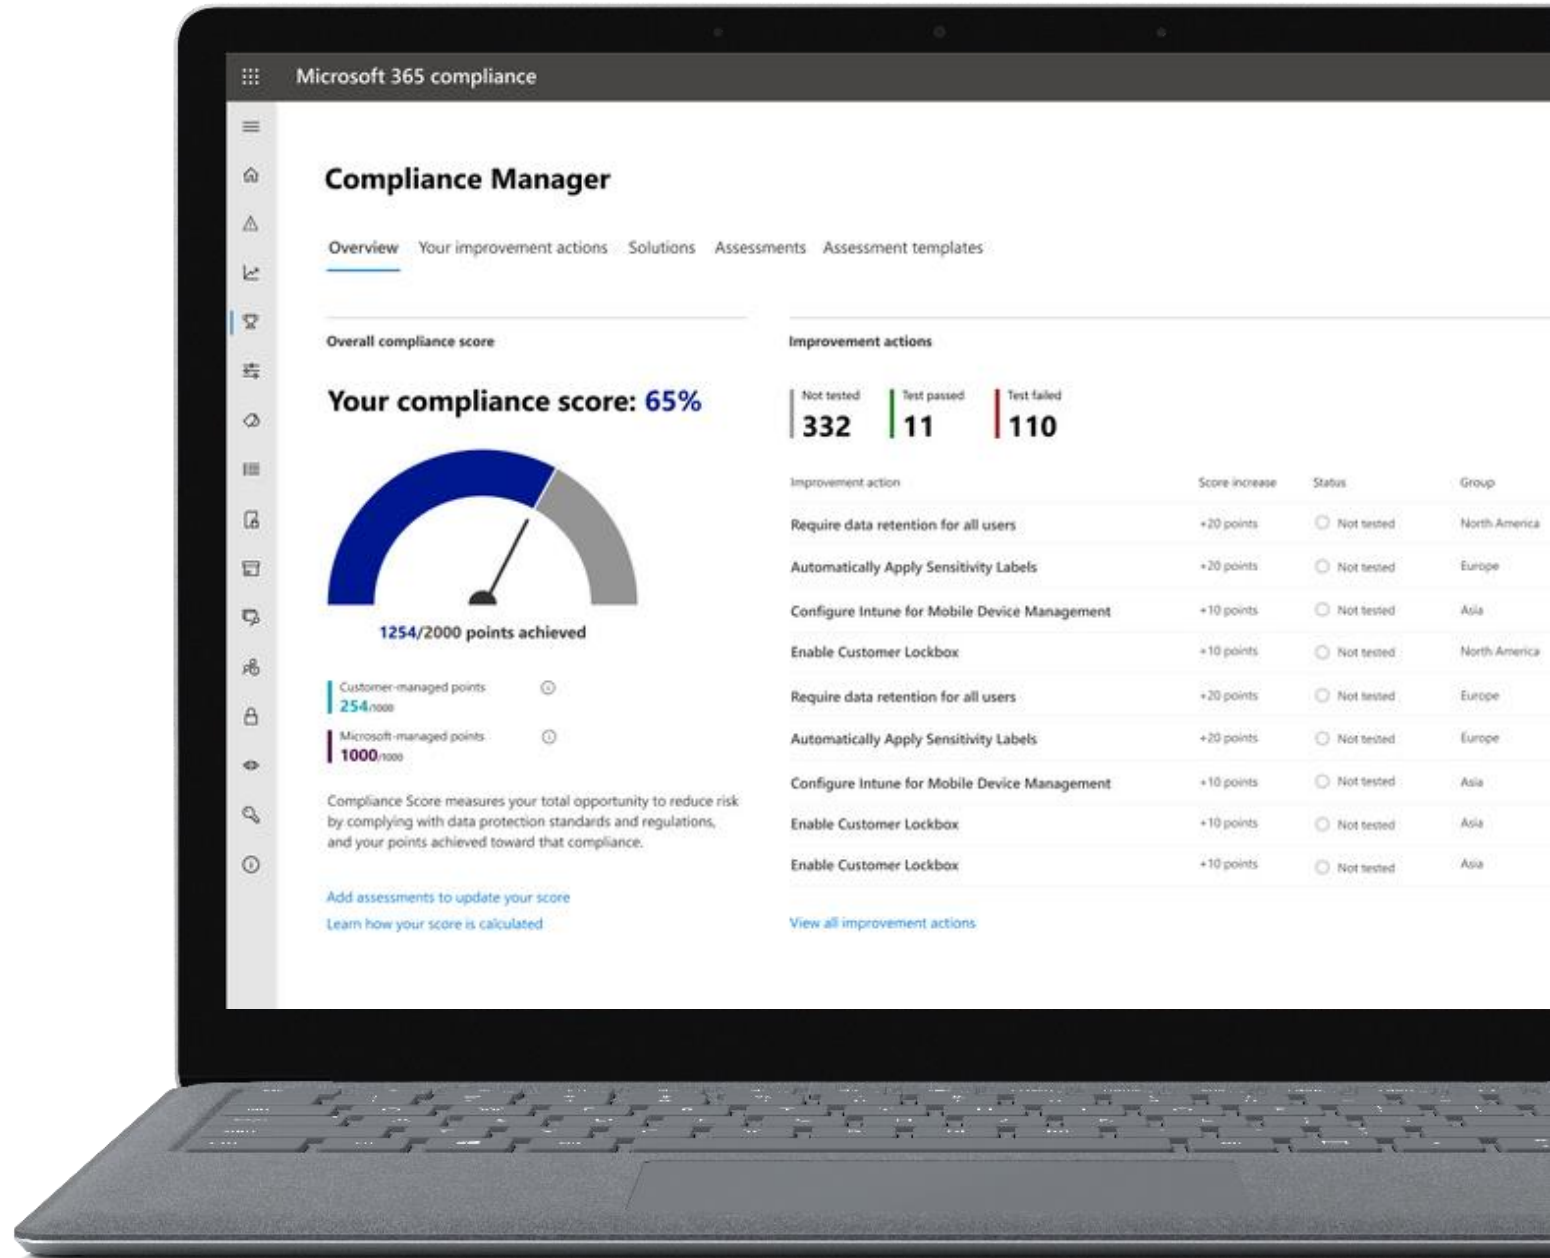 Microsoft 365 compliance
Compliance Manager
Overview Your improvement actions Solutions Assessments Assessment templates
Overall compliance score
Your compliance score: 65%
1254/2000 points achieved
Customer-managed points
254/1000
Microsoft-managed points
1000/1000
Compliance Score measures your total opportunity to reduce risk
by complying with data protection standards and regulations,
and your points achieved toward that compliance.
Add assessments to update your score
Learn how your score is calculated
Improvement actions
Not tested Test passed Test failed
332 11 110
Improvement action Score increase Status Group
Require data retention for all users +20 points Not tested North America
Automatically Apply Sensitivity Labels +20 points Not tested Europe
Configure Intune for Mobile Device Management +10 points Not tested Asia
Enable Customer Lockbox +10 points Not tested North America
Require data retention for all users +20 points Not tested Europe
Automatically Apply Sensitivity Labels +20 points Not tested Europe
Configure Intune for Mobile Device Management +10 points Not tested Asia
Enable Customer Lockbox +10 points Not tested Asia
Enable Customer Lockbox +10 points Not tested Asia
View all improvement actions